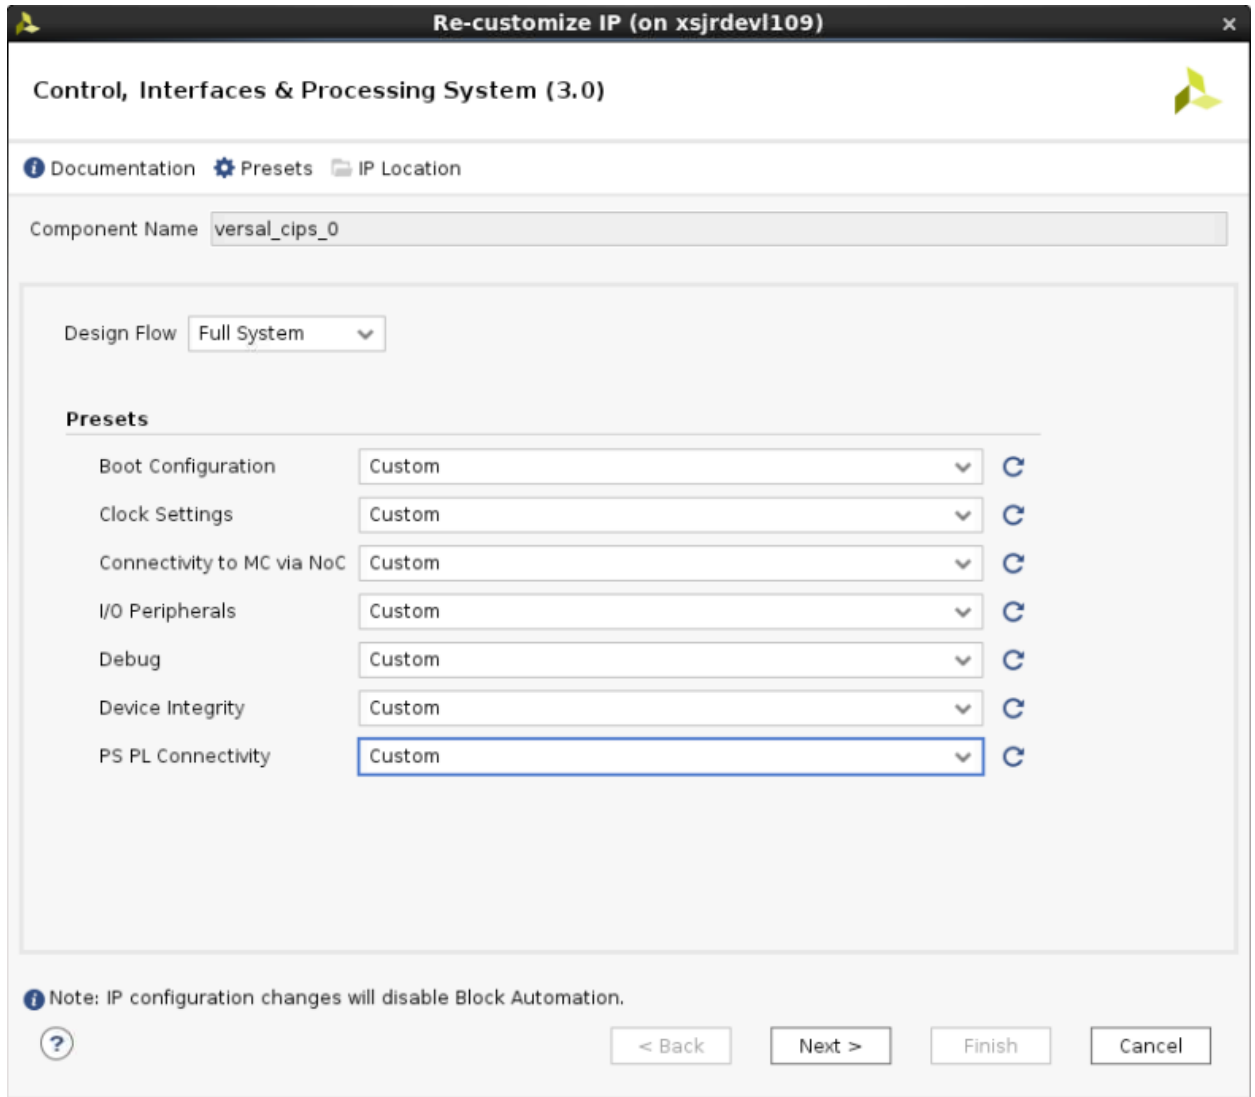 Re-customize IP (on xsjrdevl109)
Control, Interfaces & Processing System (3.0)
Documentation Presets IP Location
Component Name versal_cips_0
Design Flow Full System
Presets
Boot Configuration Custom
Clock Settings Custom
Connectivity to MC via NoC Custom
I/O Peripherals Custom
Debug Custom
Device Integrity Custom
PS PL Connectivity Custom
Note: IP configuration changes will disable Block Automation.
? < Back Next > Finish Cancel